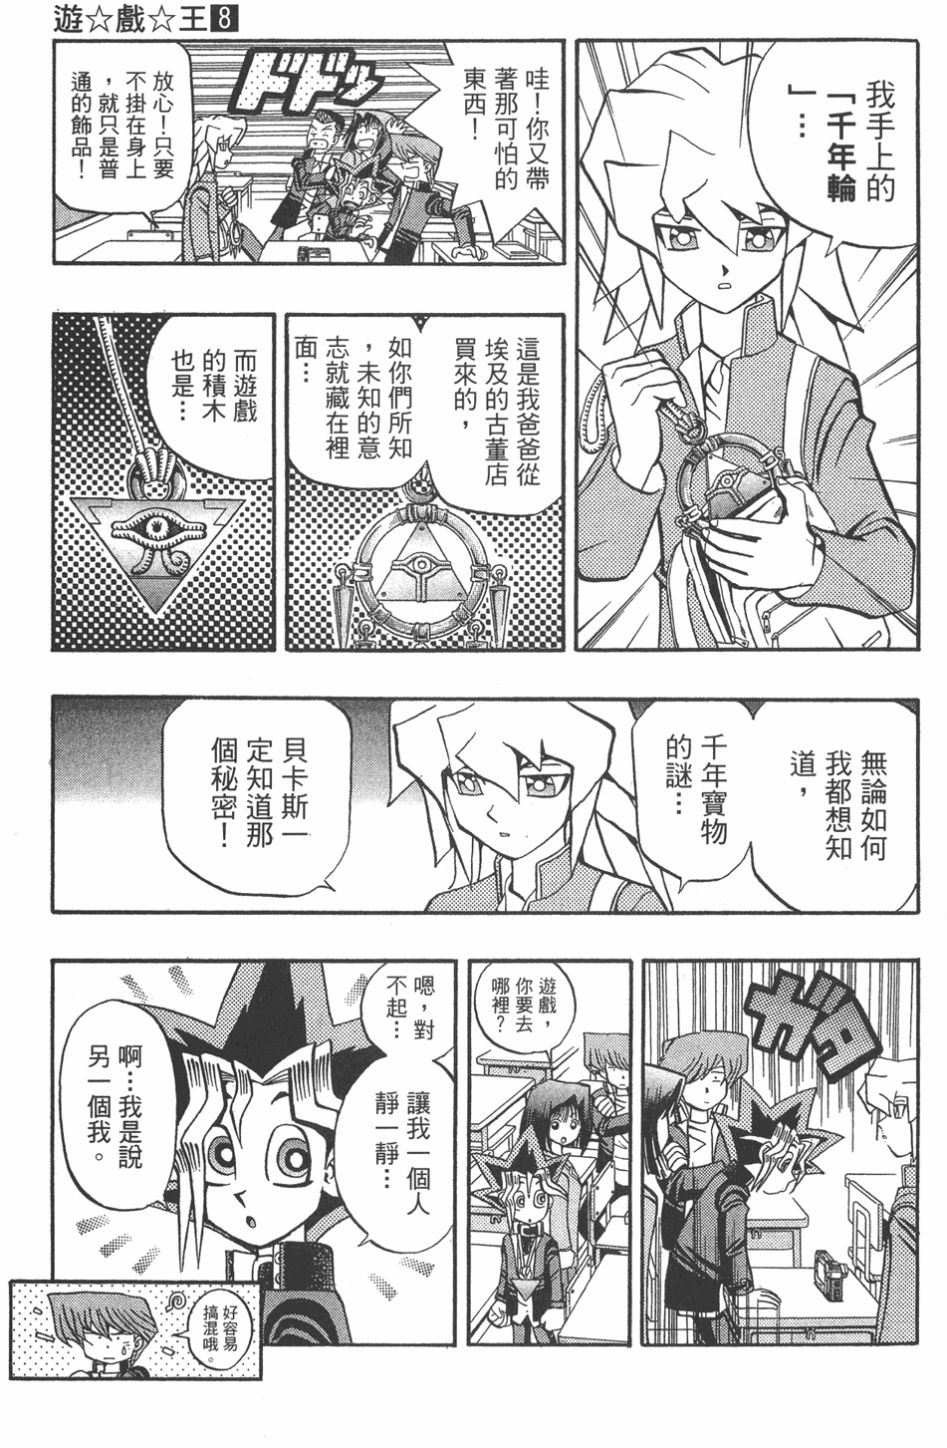 遊☆戲☆王8
我手上的
「千年輪
」…
哇！你又帶
著那可怕的
東西！
放心！只要
不掛在身上
，就只是普
通的飾品！
ドドドッ
這是我爸爸從
埃及的古董店
買來的，
如你們所知
，未知的意
志就藏在裡
面…
而遊戲
的積木
也是…
無論如何
我都想知
道，
千年寶物
的謎…
貝卡斯一
定知道那
個秘密！
ガタ
遊戲，
你要去
哪裡？
嗯，對
不起…
讓我一個人
靜一靜…
啊…我是說
另一個我。
好容易
搞混哦。